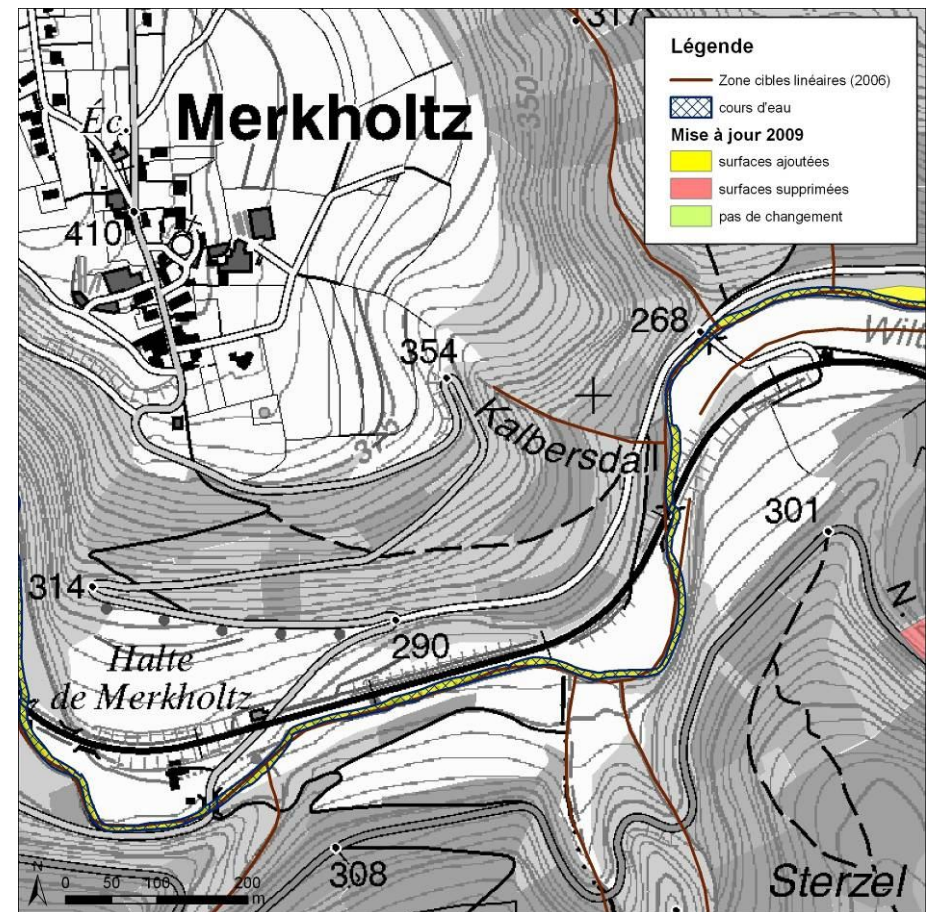 317
Légende
Zone cibles linéaires (2006)
cours d'eau
Mise à jour 2009
surfaces ajoutées
surfaces supprimées
pas de changement
350
Éc.
Merkholtz
410
268
354
375
Kalbersdall
301
314
290
N.
Halte
de Merkholtz
308
Sterzel
N
0 50 100 200
m